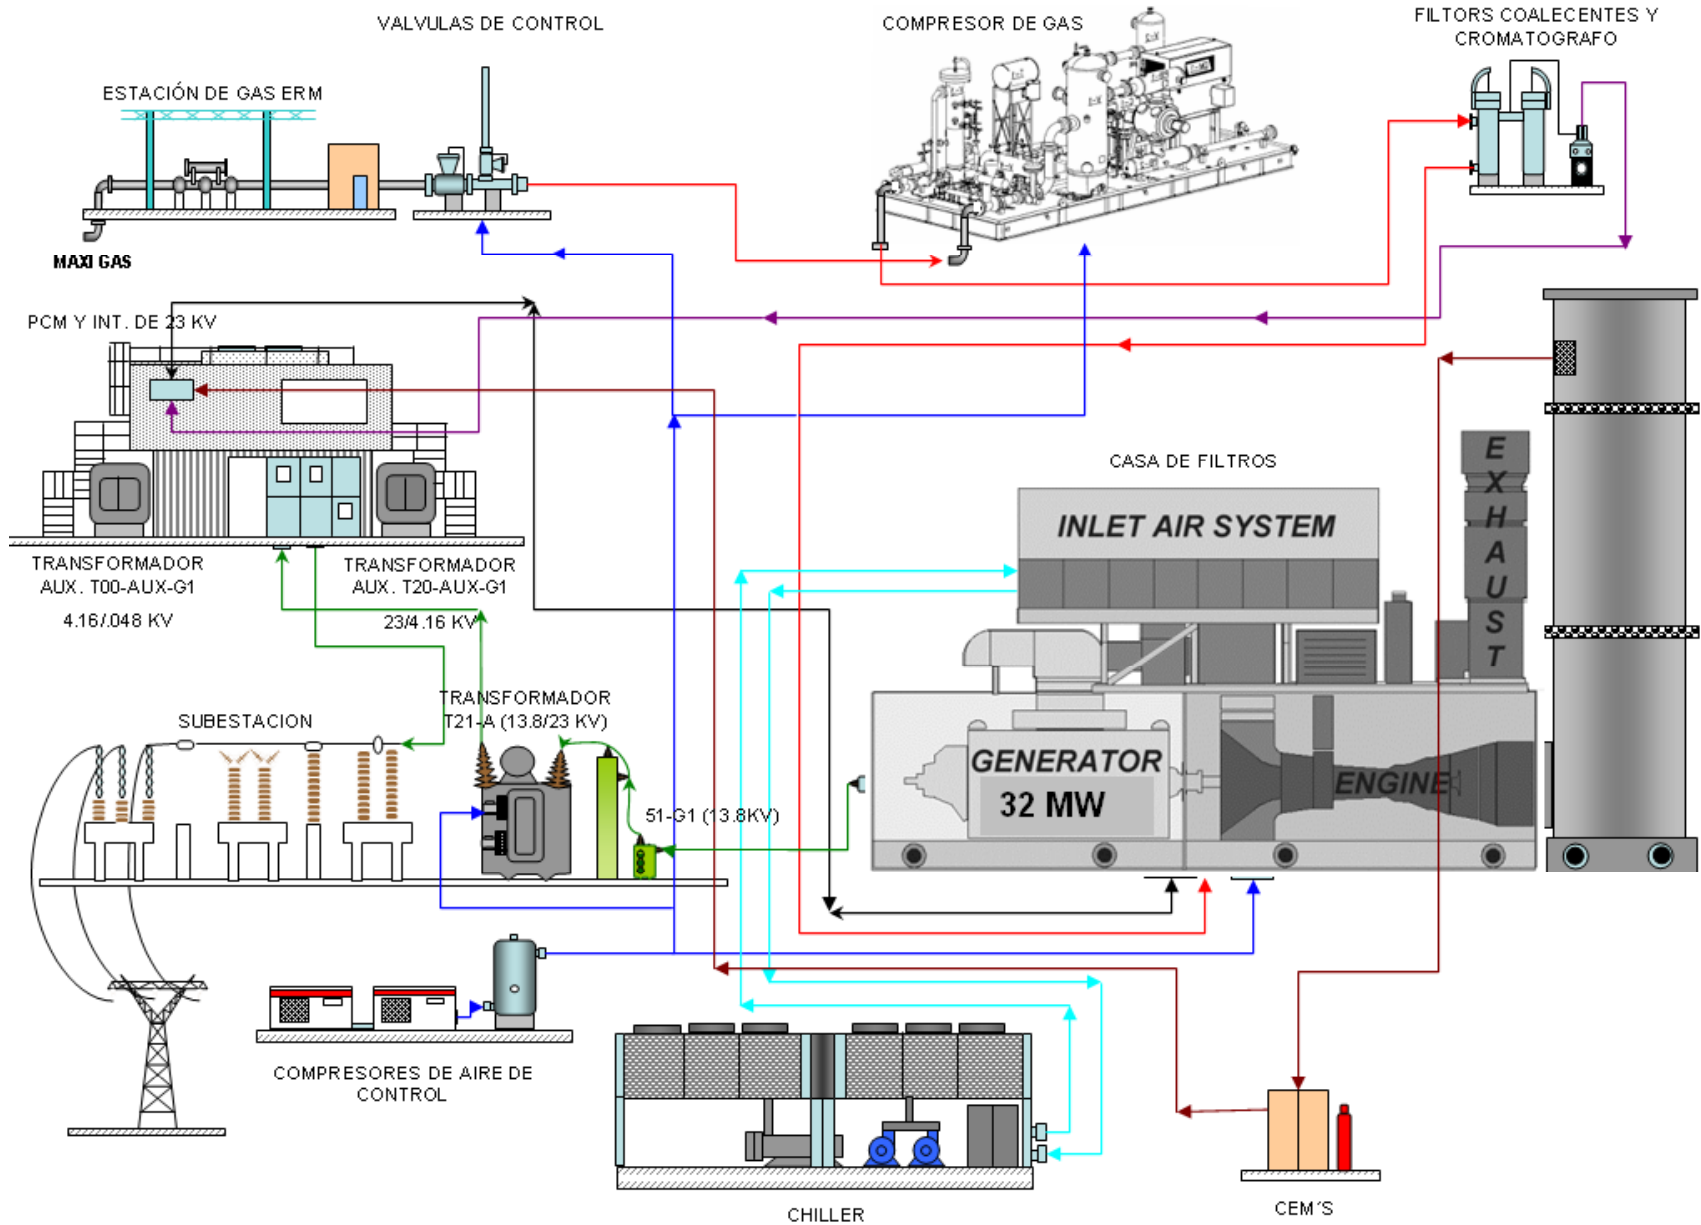 VALVULAS DE CONTROL
COMPRESOR DE GAS
FILTORS COALECENTES Y
CROMATOGRAFO
ESTACIÓN DE GAS ERM
MAXI GAS
PCM Y INT. DE 23 KV
CASA DE FILTROS
INLET AIR SYSTEM
EXHAUST
TRANSFORMADOR
AUX. T00-AUX-G1
4.16/.048 KV
TRANSFORMADOR
AUX. T20-AUX-G1
23/4.16 KV
SUBESTACION
TRANSFORMADOR
T21-A (13.8/23 KV)
51-G1 (13.8KV)
GENERATOR
32 MW
ENGINE
COMPRESORES DE AIRE DE
CONTROL
CHILLER
CEM´S